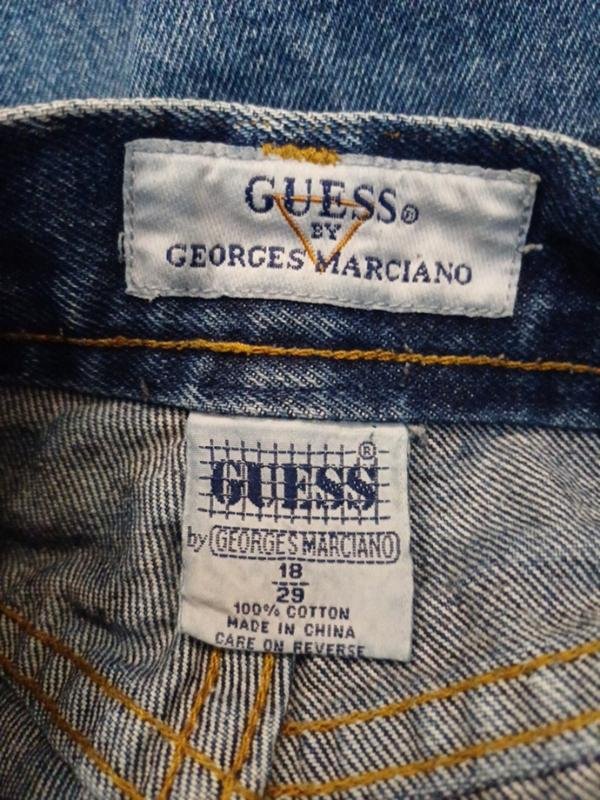 GUESS®
BY
GEORGES MARCIANO
GUESS®
by GEORGES MARCIANO
18
29
100% COTTON
MADE IN CHINA
CARE ON REVERSE